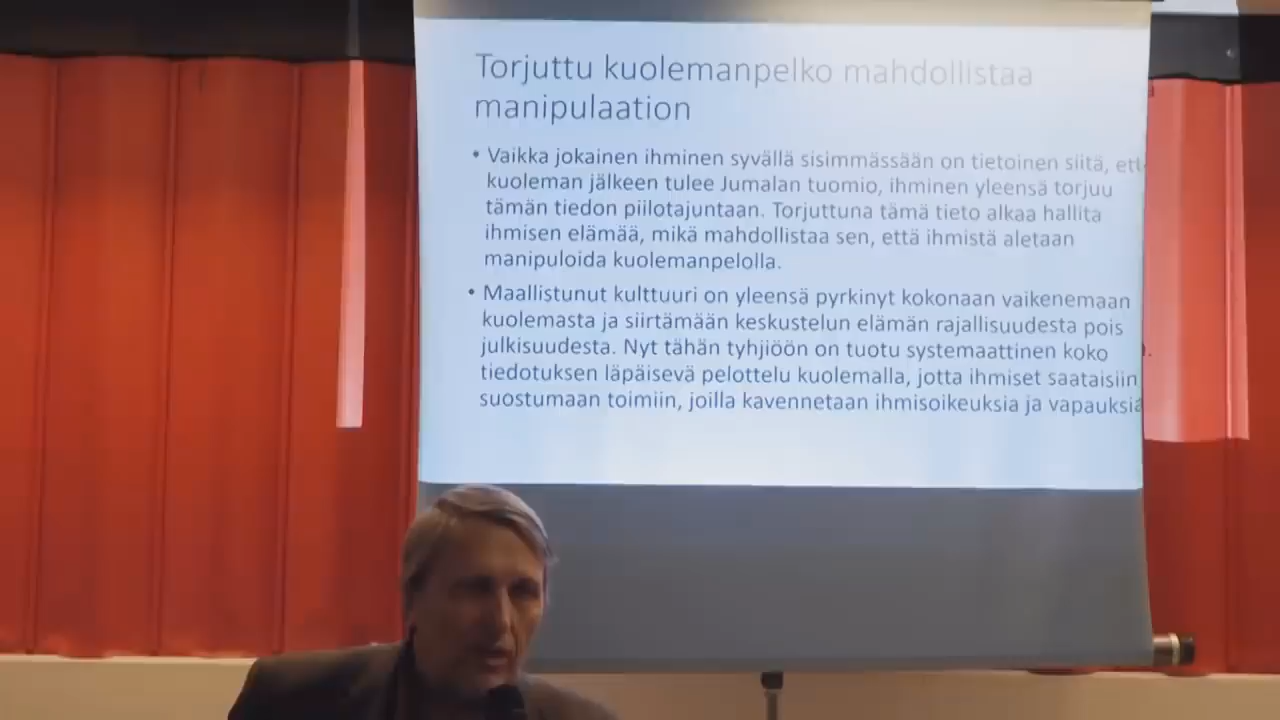 Torjuttu kuolemanpelko mahdollistaa
manipulaation
• Vaikka jokainen ihminen syvällä sisimmässään on tietoinen siitä, ett
kuoleman jälkeen tulee Jumalan tuomio, ihminen yleensä torjuu
tämän tiedon piilotajuntaan. Torjuttuna tämä tieto alkaa hallita
ihmisen elämää, mikä mahdollistaa sen, että ihmistä aletaan
manipuloida kuolemanpelolla.
• Maallistunut kulttuuri on yleensä pyrkinyt kokonaan vaikenemaan
kuolemasta ja siirtämään keskustelun elämän rajallisuudesta pois
julkisuudesta. Nyt tähän tyhjiöön on tuotu systemaattinen koko
tiedotuksen läpäisevä pelottelu kuolemalla, jotta ihmiset saataisiin
suostumaan toimiin, joilla kavennetaan ihmisoikeuksia ja vapauksia